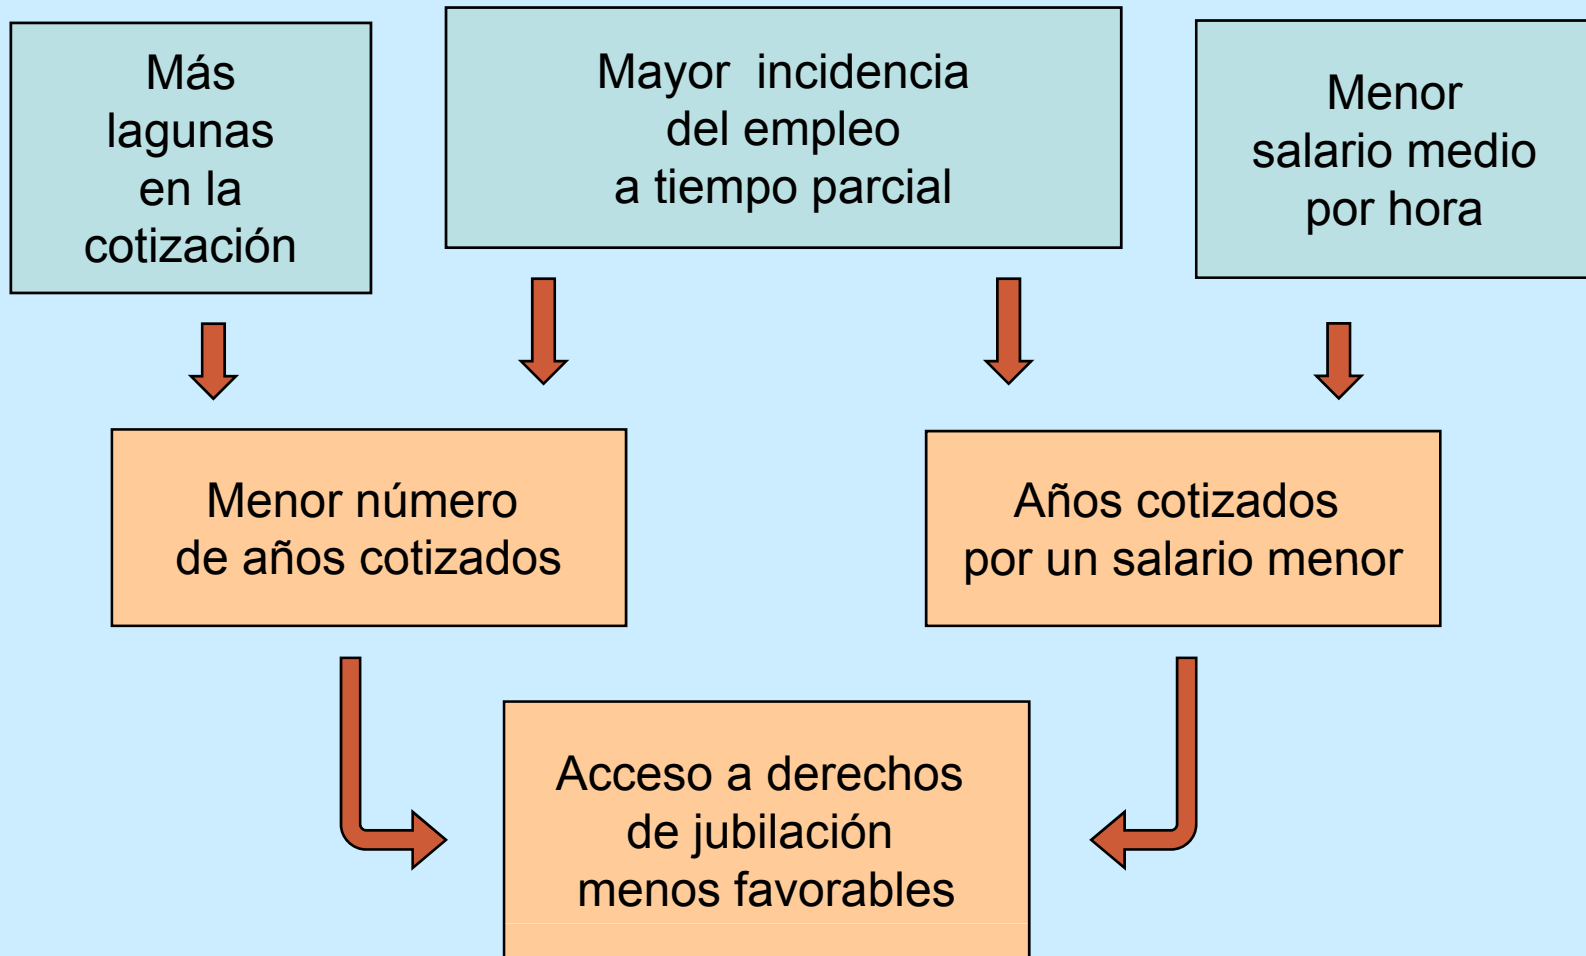 Más
lagunas
en la
cotización
Mayor incidencia
del empleo
a tiempo parcial
Menor
salario medio
por hora
Menor número
de años cotizados
Años cotizados
por un salario menor
Acceso a derechos
de jubilación
menos favorables